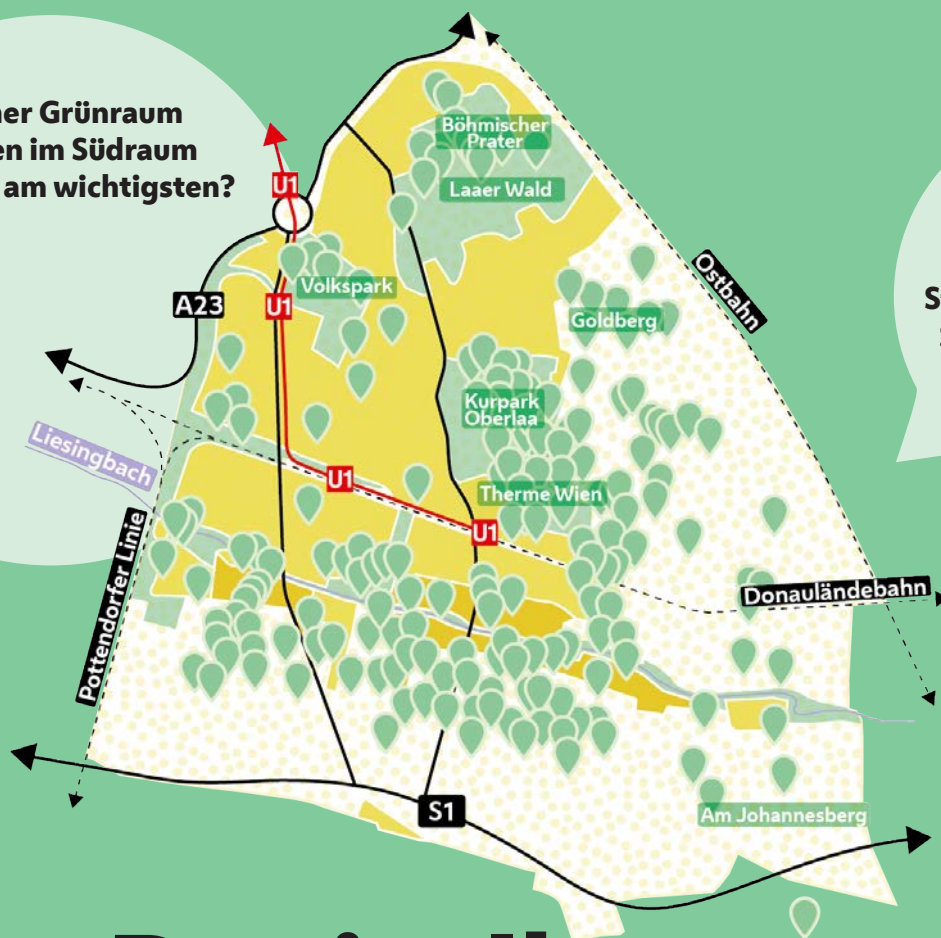 er Grünraum
en im Südraum
am wichtigsten?
U1
Böhmischer
Prater
Laaer Wald
Volkspark
A23
U1
Ostbahn
S
Goldberg
Kurpark
Oberlaa
Liesingbach
U1
Therme Wien
U1
Pottendorfer Linie
Donauländebahn
S1
Am Johannesberg